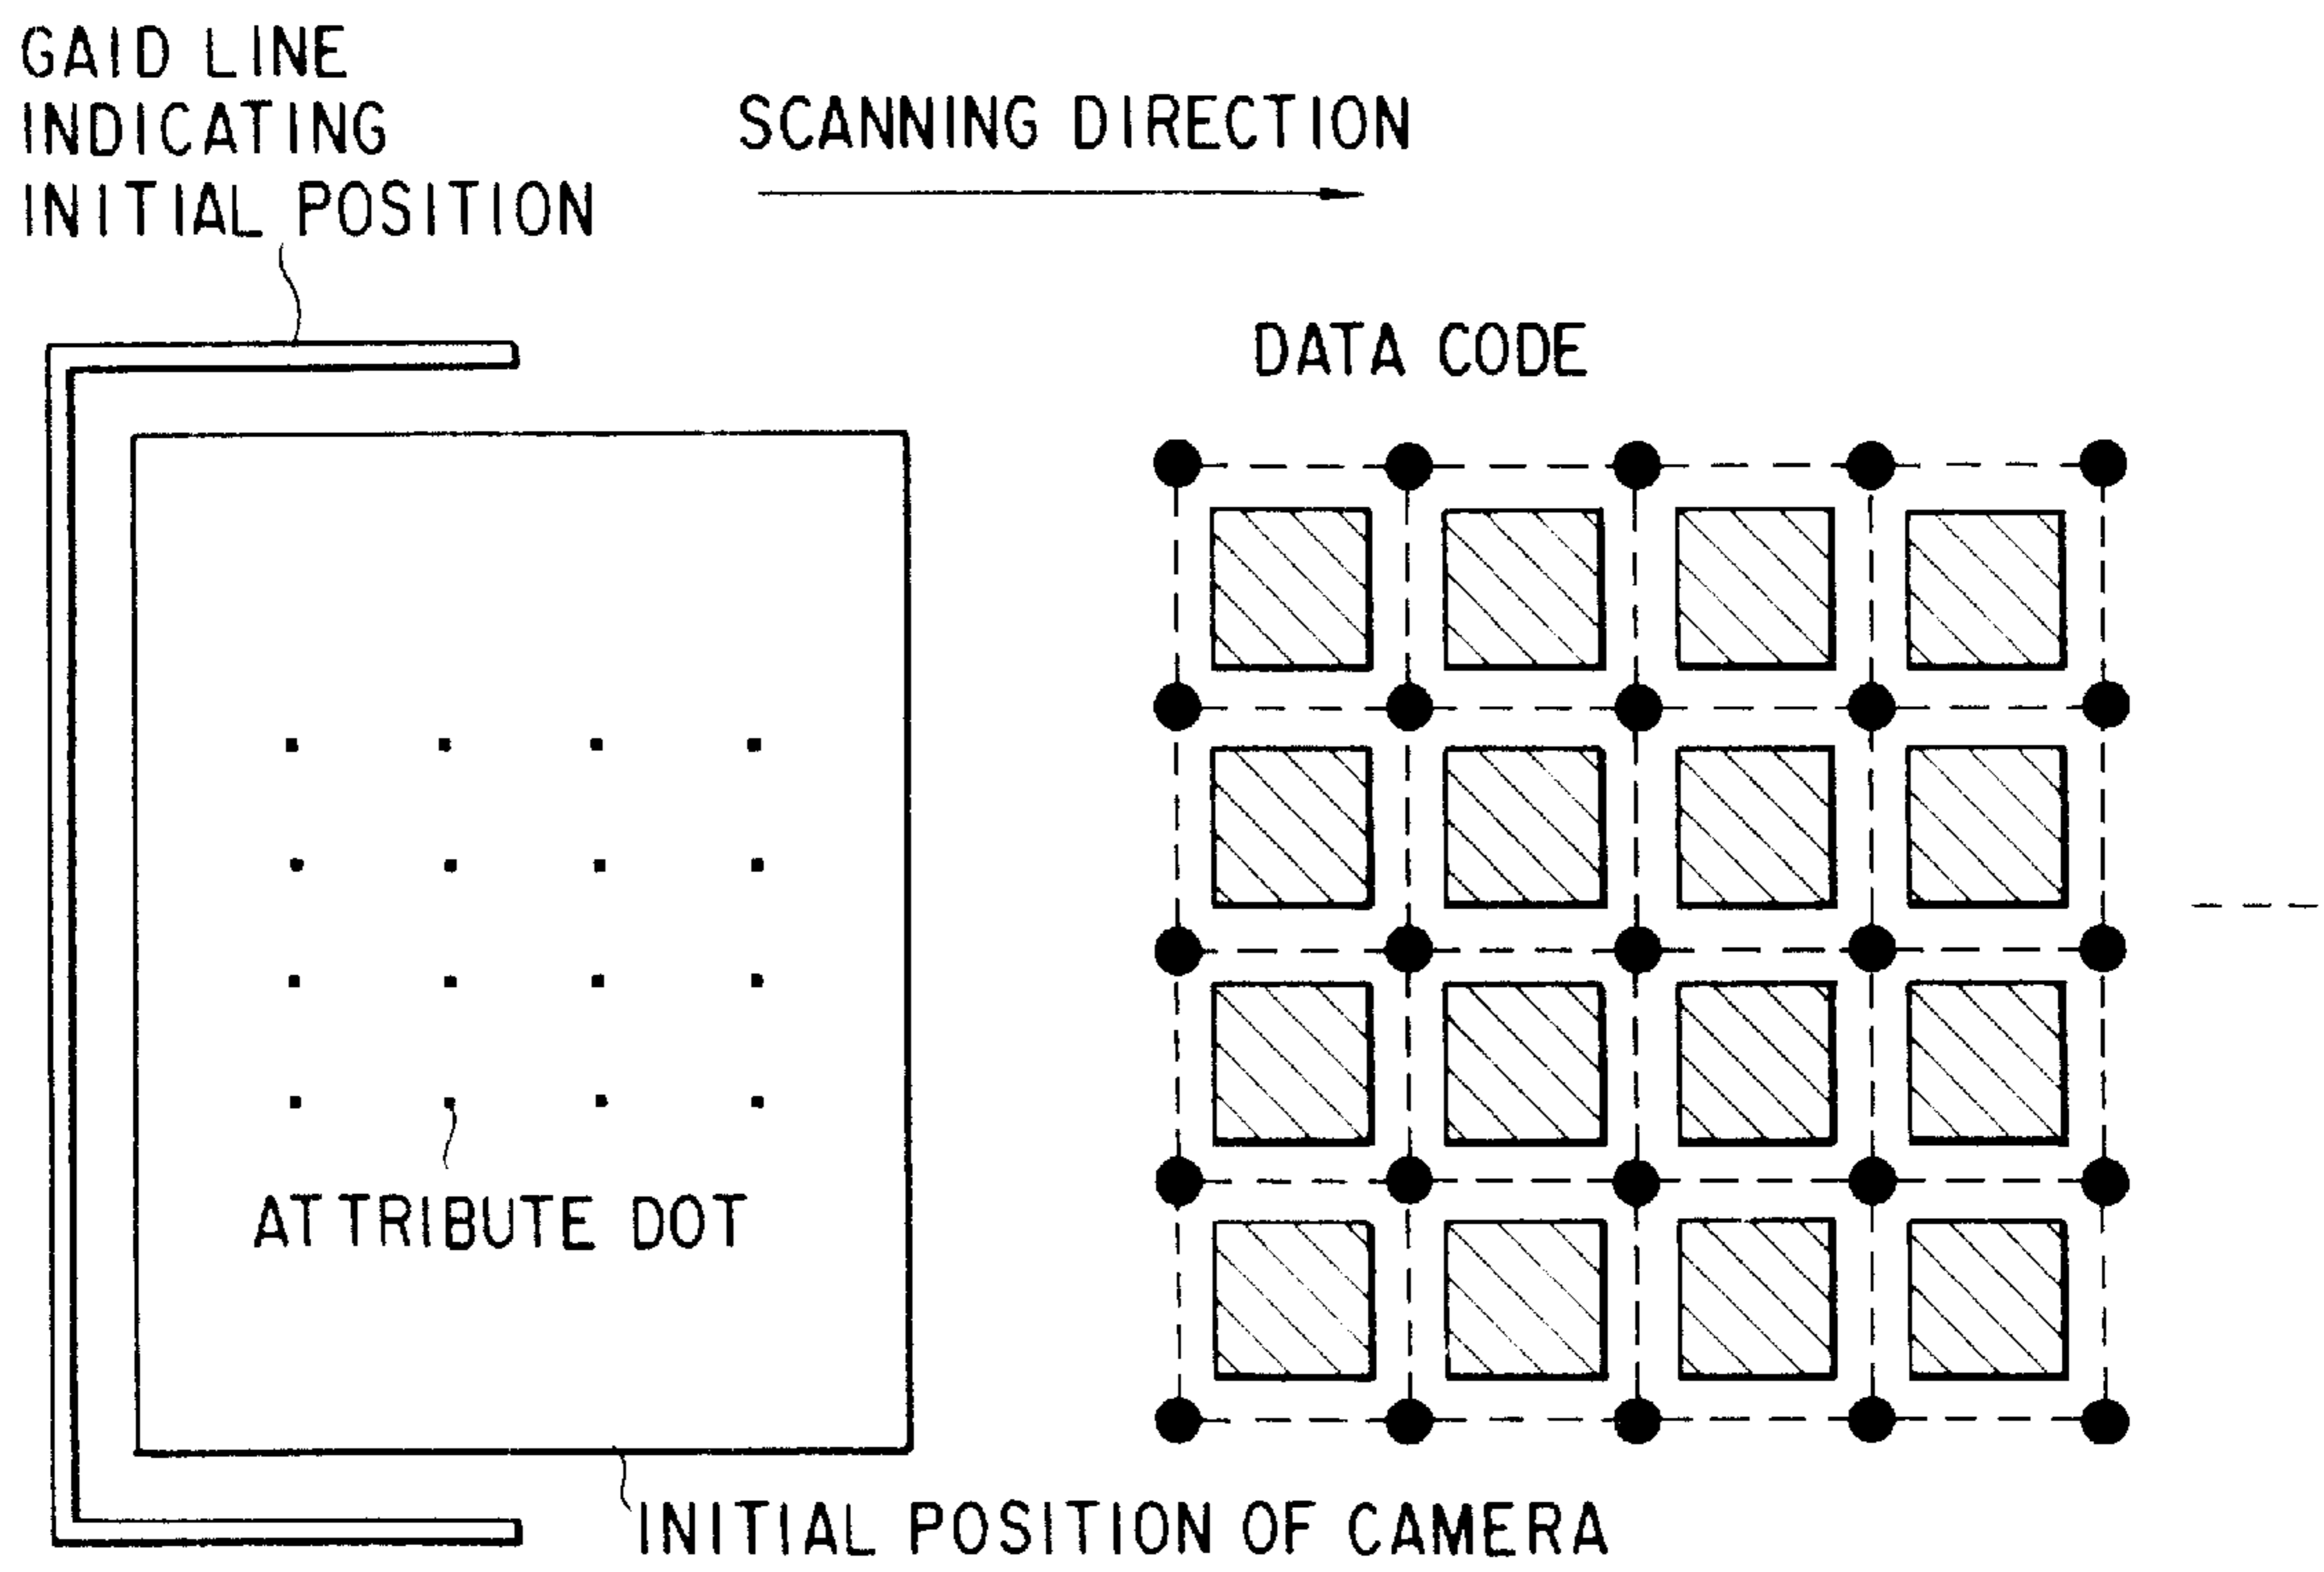 GAID LINE
INDICATING
INITIAL POSITION
SCANNING DIRECTION
DATA CODE
ATTRIBUTE DOT
INITIAL POSITION OF CAMERA